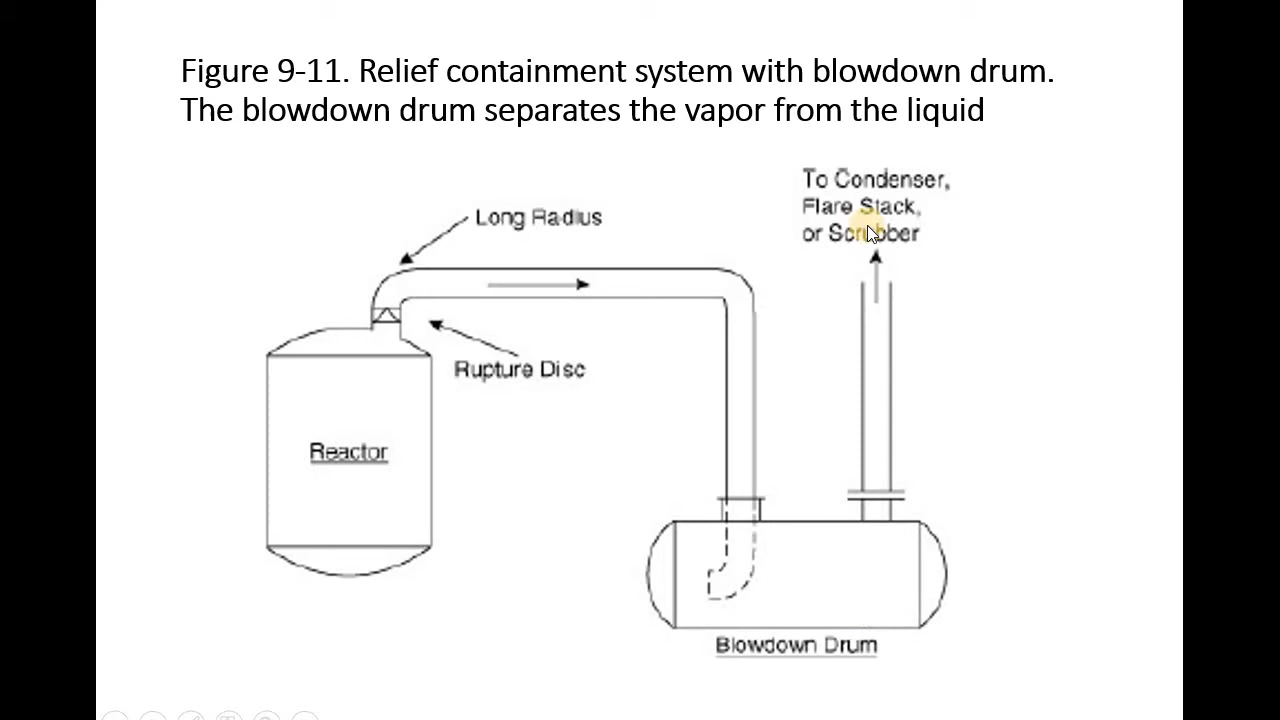 Figure 9-11. Relief containment system with blowdown drum.
The blowdown drum separates the vapor from the liquid
To Condenser,
Flare Stack,
or Scrubber
Long Radius
Rupture Disc
Reactor
Blowdown Drum